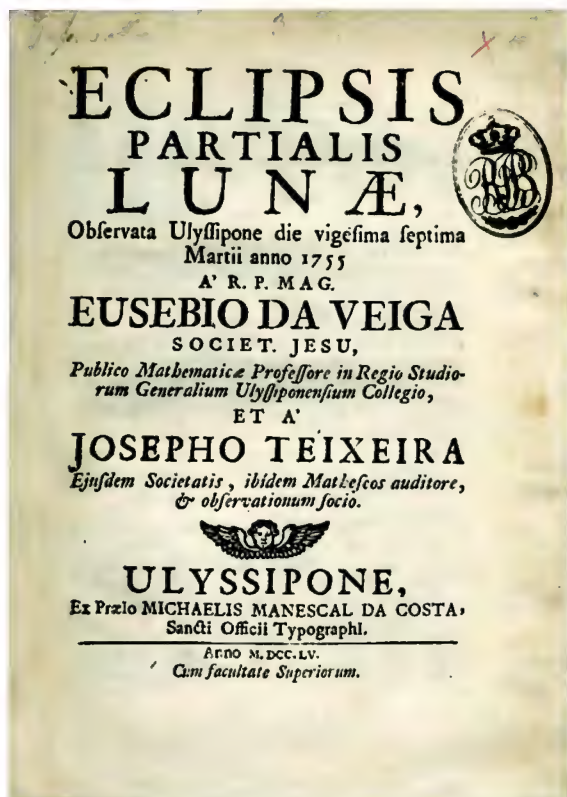 ECLIPSIS
PARTIALIS
LUNÆ,
Obſervata Ulyſſipone die vigeſima ſeptima
Martii anno 1755
A' R. P. MAG.
EUSEBIO DA VEIGA
SOCIET. JESU,
Publico Mathematicæ Profeſſore in Regio Studio-
rum Generalium Ulyſſiponenſium Collegio,
ET A'
JOSEPHO TEIXEIRA
Ejuſdem Societatis, ibidem Matheſeos auditore,
& obſervationum ſocio.
ULYSSIPONE,
Ex Prælo MICHAELIS MANESCAL DA COSTA,
Sancti Officii Typographi.
Anno M.DCC.LV.
Cum facultate Superiorum.